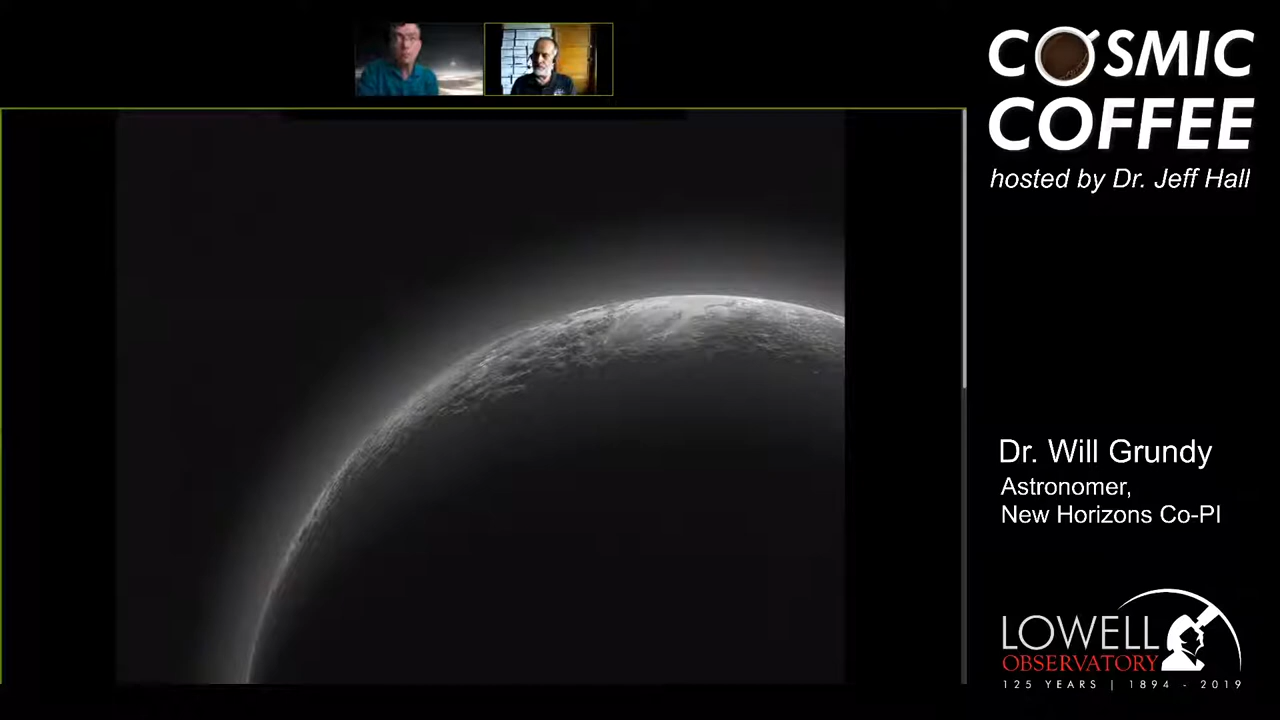 COSMIC
COFFEE
hosted by Dr. Jeff Hall
Dr. Will Grundy
Astronomer,
New Horizons Co-PI
LOWELL
OBSERVATORY
125 YEARS | 1894 - 2019